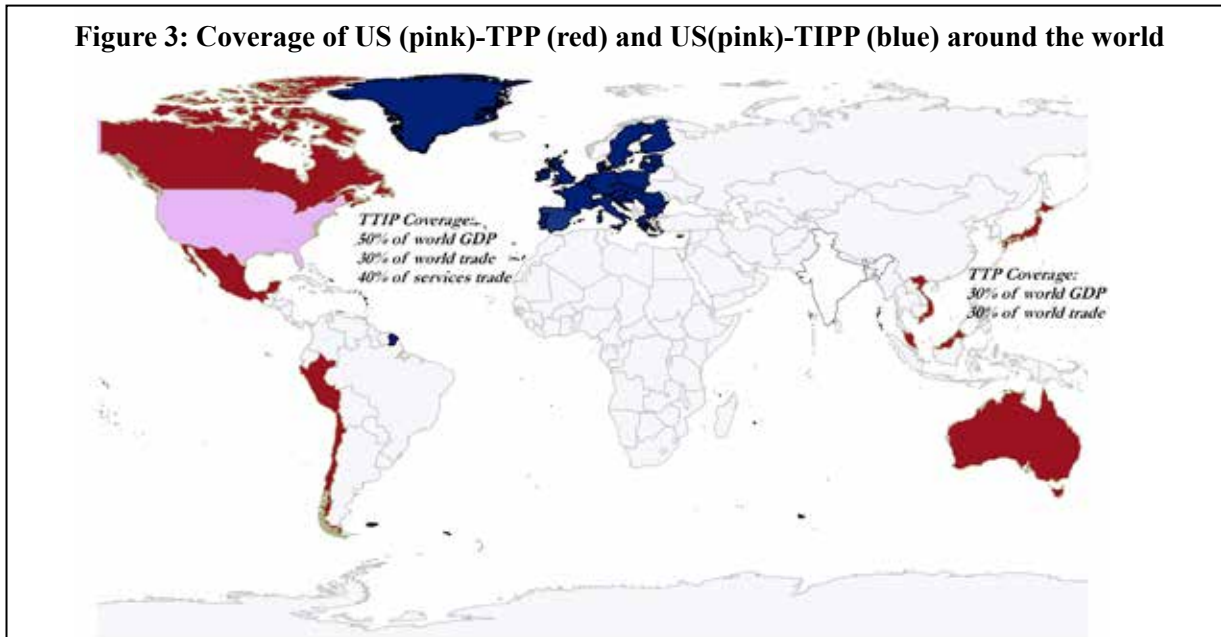 Figure 3: Coverage of US (pink)-TPP (red) and US(pink)-TIPP (blue) around the world
TTIP Coverage:
50% of world GDP
30% of world trade
40% of services trade
TTP Coverage:
30% of world GDP
30% of world trade